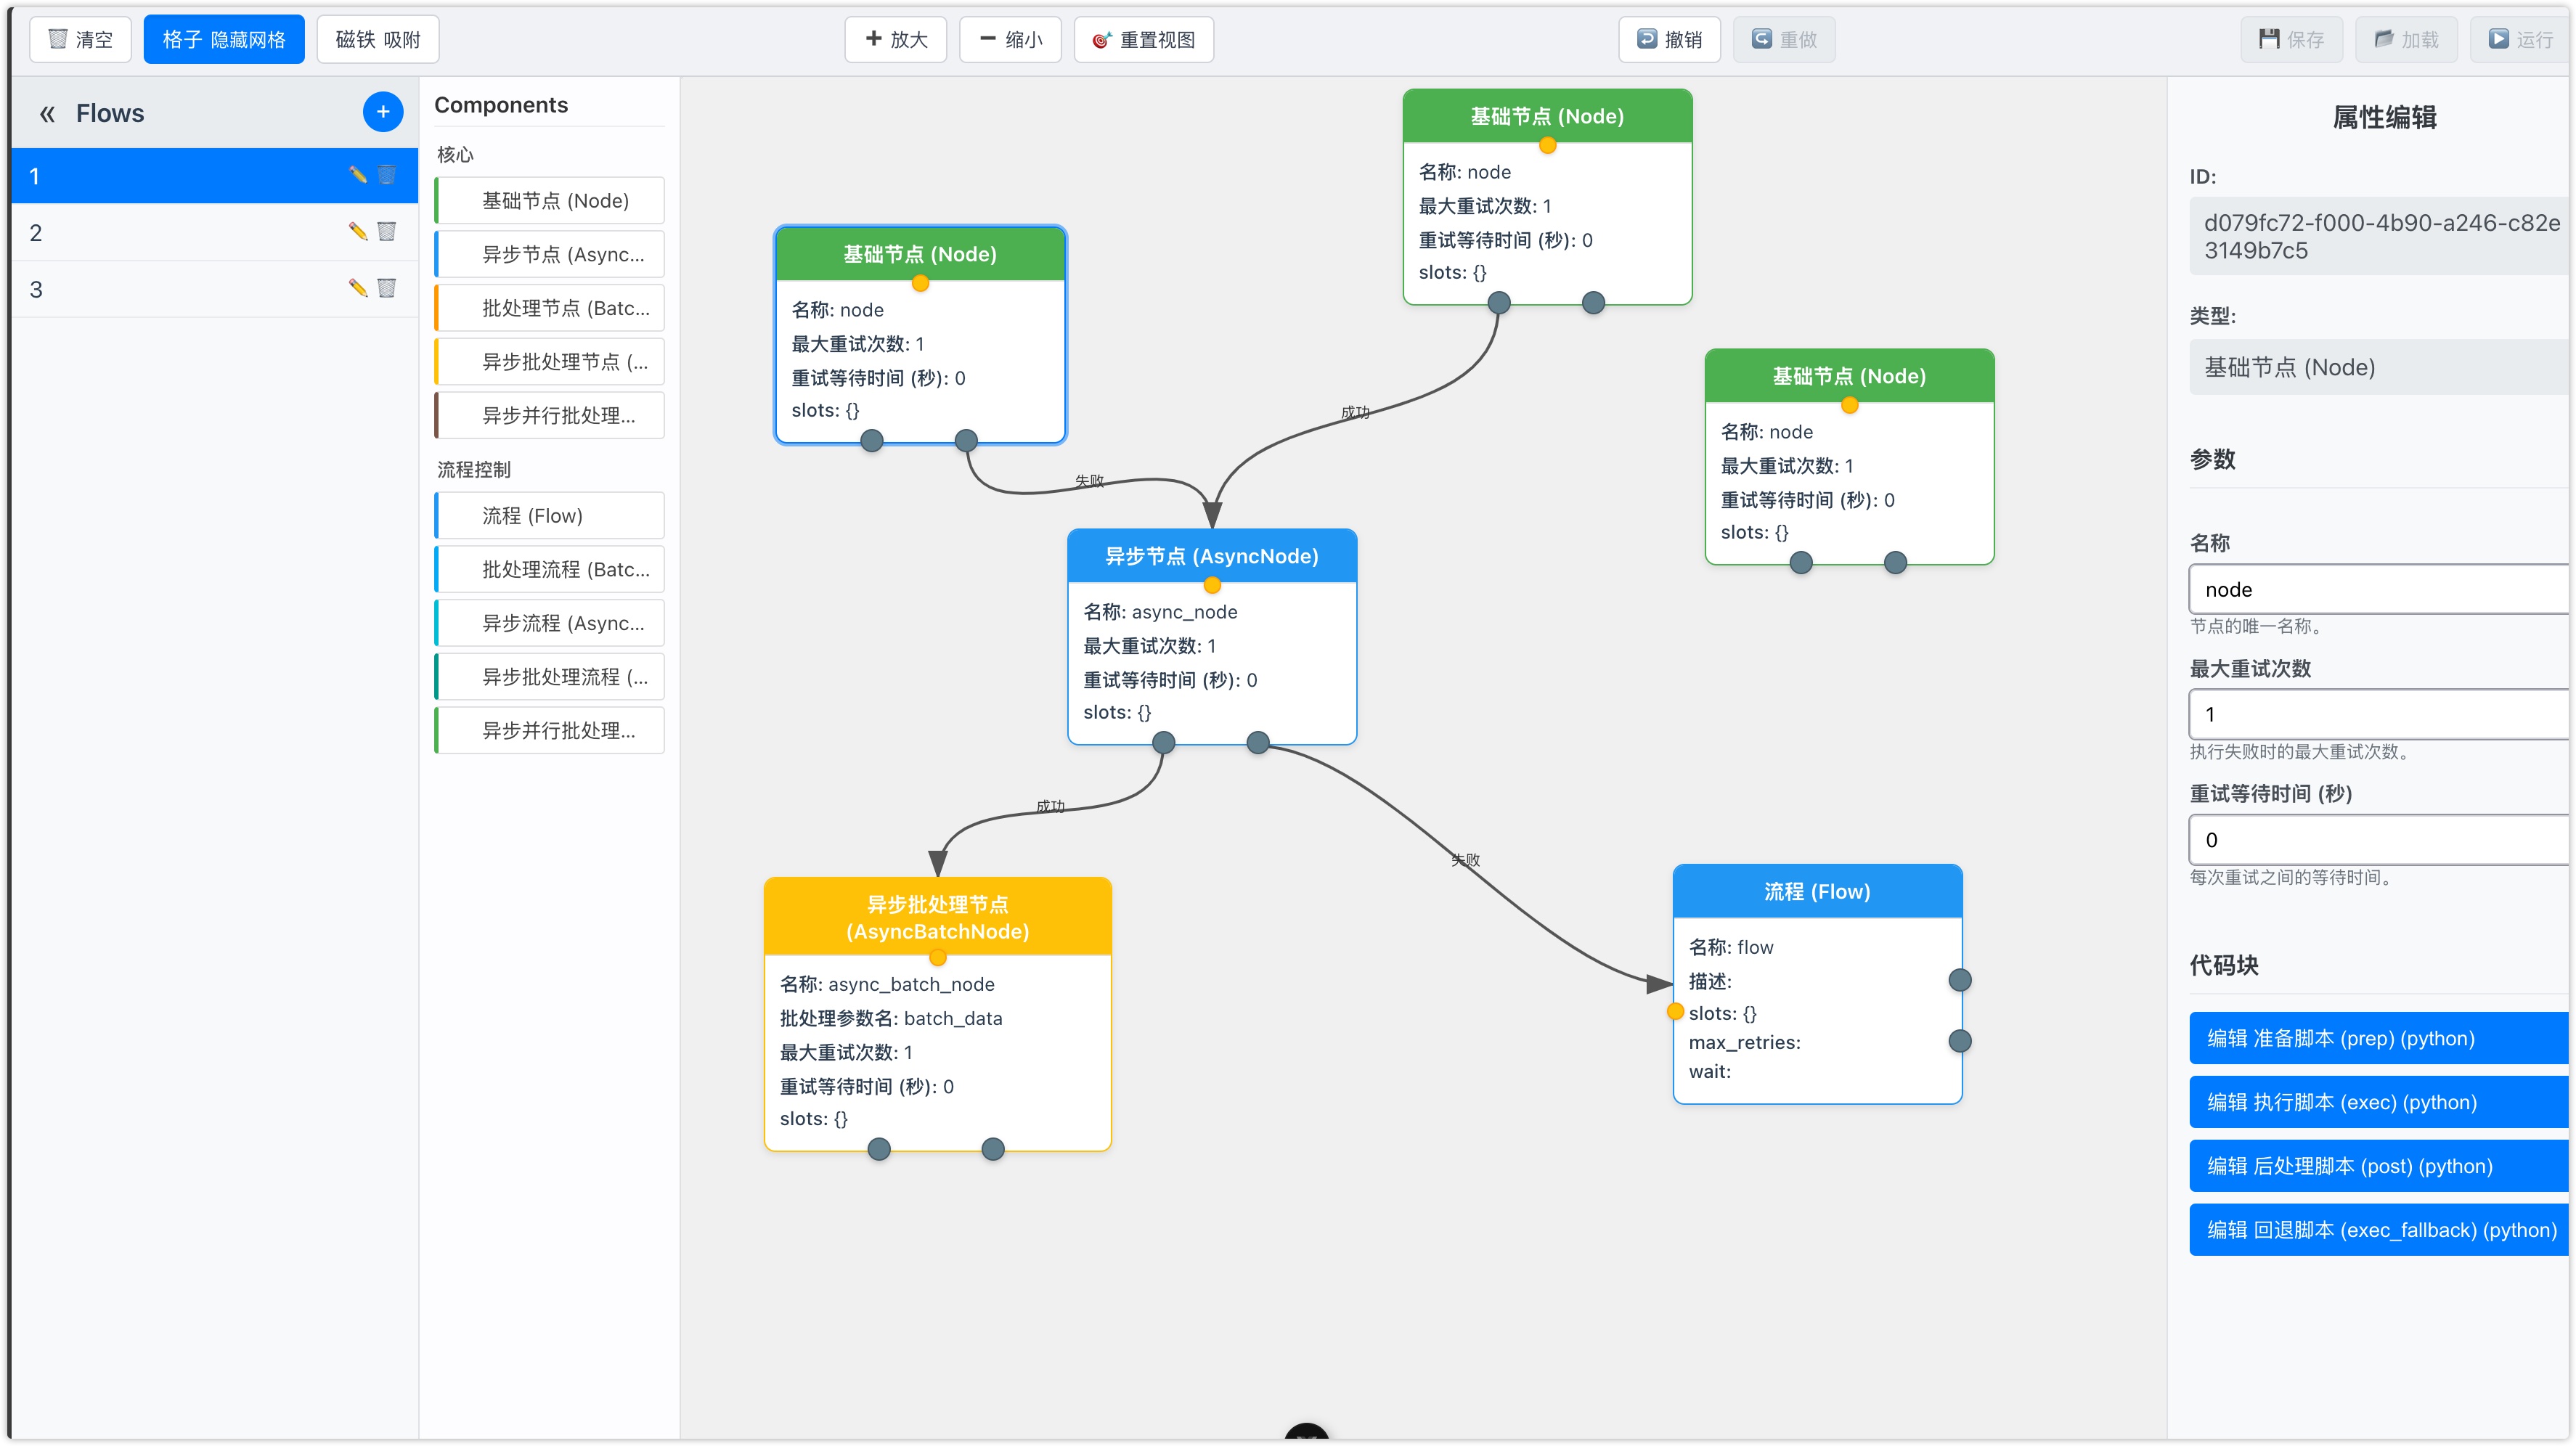 清空
格子 隐藏网格
磁铁 吸附
放大
缩小
重置视图
撤销
重做
保存
加载
运行
« Flows +
1
2
3
Components
核心
基础节点 (Node)
异步节点 (Async...
批处理节点 (Batc...
异步批处理节点 (...
异步并行批处理...
流程控制
流程 (Flow)
批处理流程 (Batc...
异步流程 (Async...
异步批处理流程 (...
异步并行批处理...
基础节点 (Node)
名称: node
最大重试次数: 1
重试等待时间 (秒): 0
slots: {}
基础节点 (Node)
名称: node
最大重试次数: 1
重试等待时间 (秒): 0
slots: {}
基础节点 (Node)
名称: node
最大重试次数: 1
重试等待时间 (秒): 0
slots: {}
成功
失败
异步节点 (AsyncNode)
名称: async_node
最大重试次数: 1
重试等待时间 (秒): 0
slots: {}
成功
失败
异步批处理节点
(AsyncBatchNode)
名称: async_batch_node
批处理参数名: batch_data
最大重试次数: 1
重试等待时间 (秒): 0
slots: {}
流程 (Flow)
名称: flow
描述:
slots: {}
max_retries:
wait:
属性编辑
ID:
d079fc72-f000-4b90-a246-c82e
3149b7c5
类型:
基础节点 (Node)
参数
名称
node
节点的唯一名称。
最大重试次数
1
执行失败时的最大重试次数。
重试等待时间 (秒)
0
每次重试之间的等待时间。
代码块
编辑 准备脚本 (prep) (python)
编辑 执行脚本 (exec) (python)
编辑 后处理脚本 (post) (python)
编辑 回退脚本 (exec_fallback) (python)